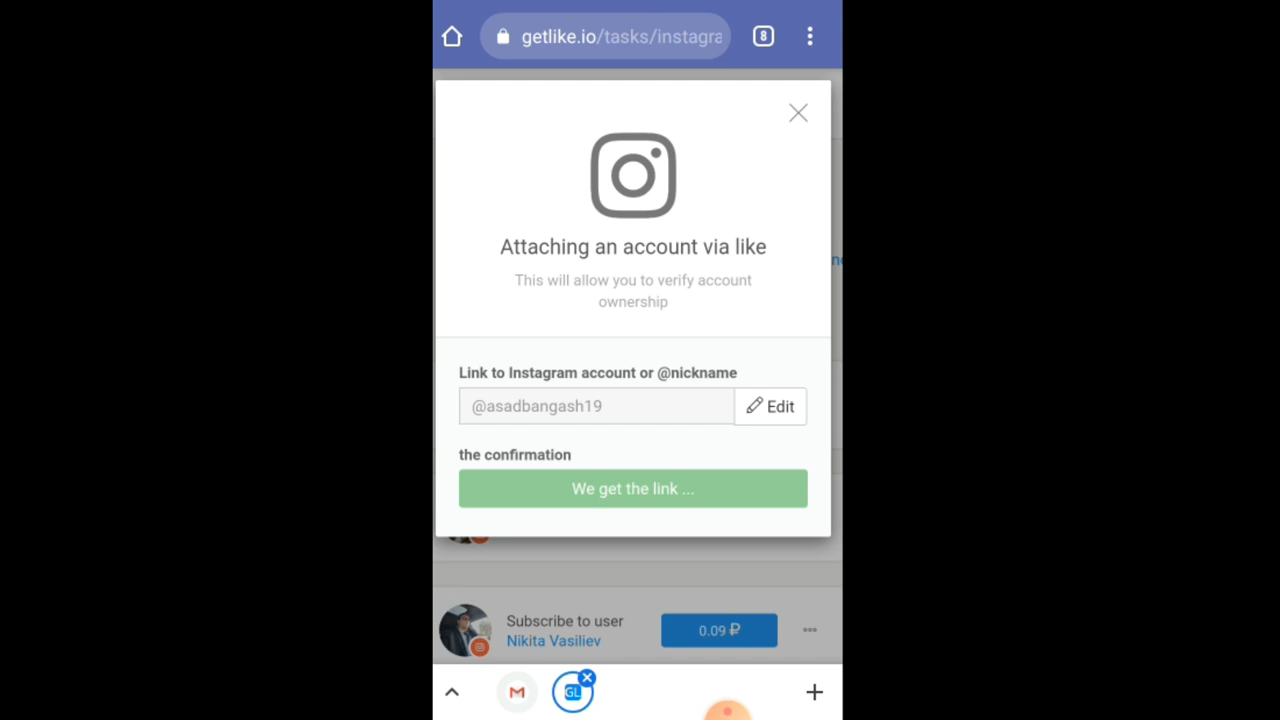 getlike.io/tasks/instagra
8
Attaching an account via like
This will allow you to verify account
ownership
Link to Instagram account or @nickname
@asadbangash19
Edit
the confirmation
We get the link ...
Subscribe to user
0.09 ₽
Nikita Vasiliev
GL